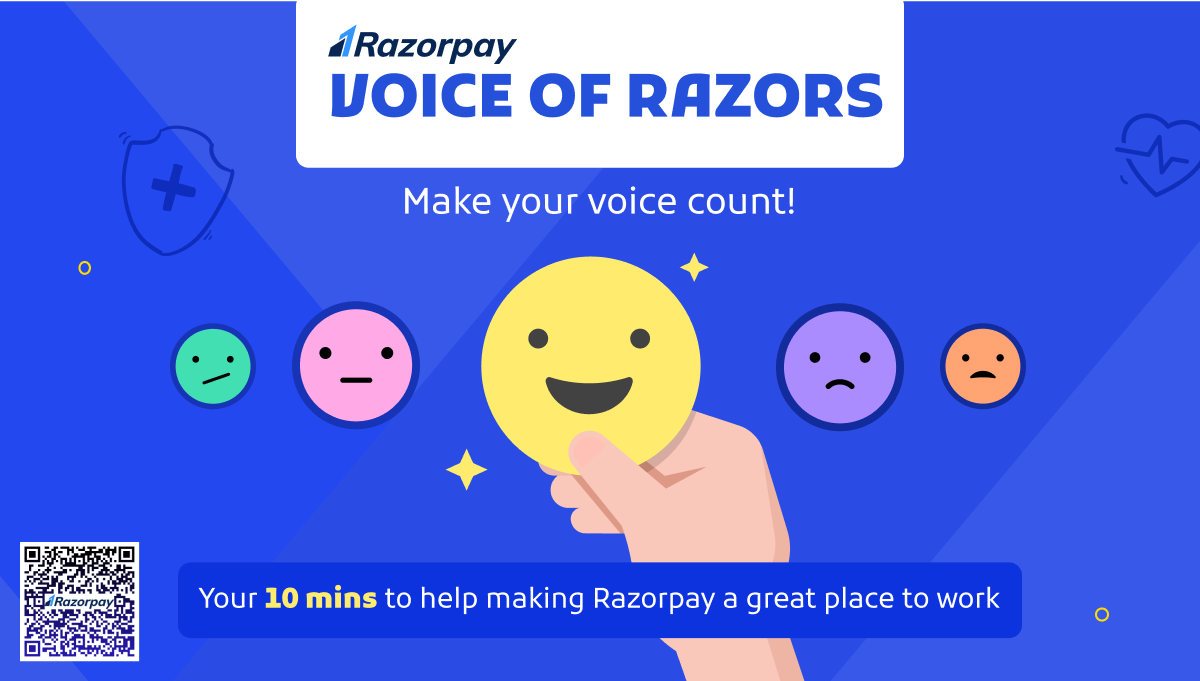 Razorpay
VOICE OF RAZORS
Make your voice count!
Your 10 mins to help making Razorpay a great place to work
Razorpay